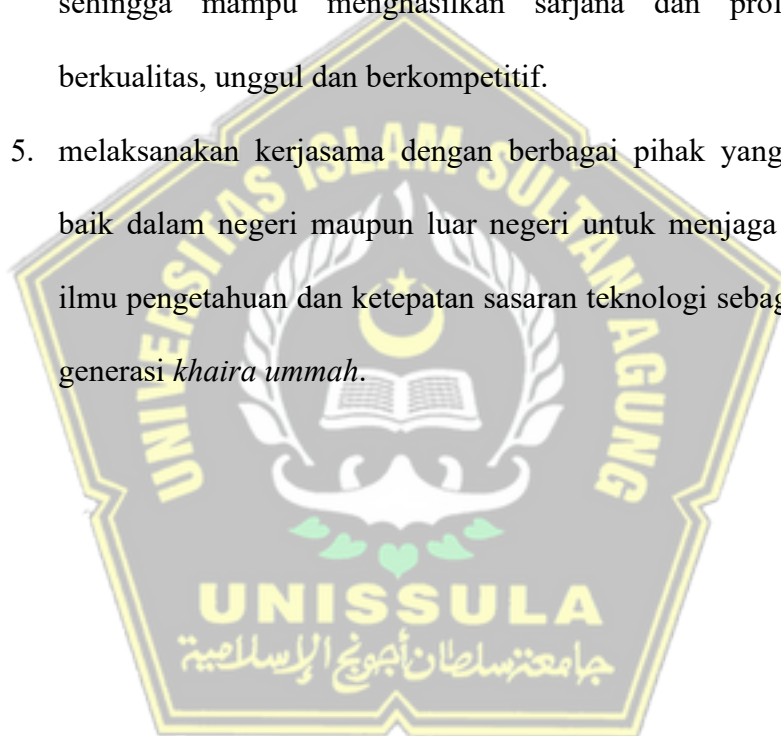 sehingga mampu menghasilkan sarjana dan
berkualitas, unggul dan berkompetitif.
5. melaksanakan kerjasama dengan berbagai pihak yang
baik dalam negeri maupun luar negeri untuk menjaga
ilmu pengetahuan dan ketepatan sasaran teknologi
generasi khaira ummah.
UNIVERSITAS ISLAM SULTAN AGUNG
UNISSULA
جامعة سلطان أجونج الإسلامية